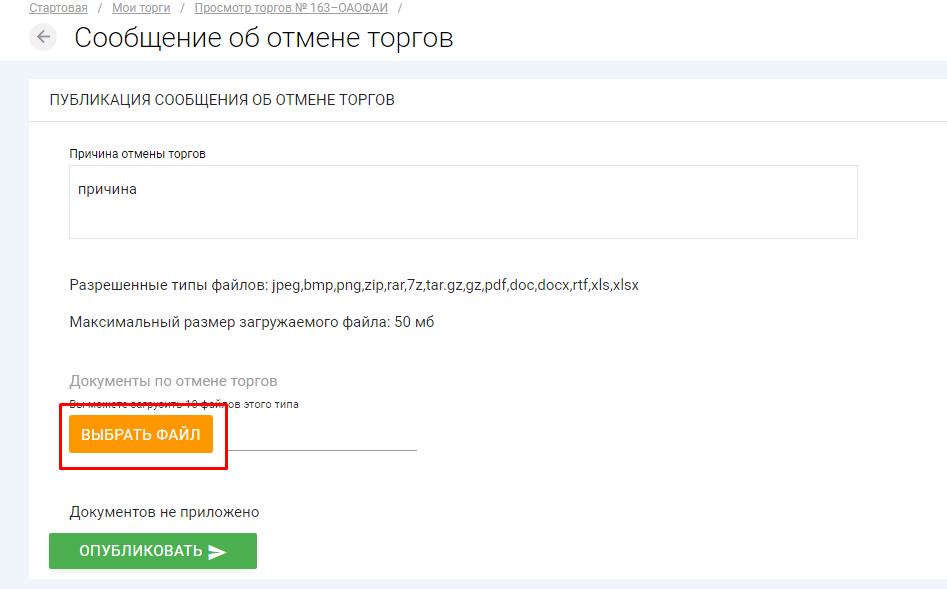 Стартовая / Мои торги / Просмотр торгов № 163–ОАОФАИ /
Сообщение об отмене торгов
ПУБЛИКАЦИЯ СООБЩЕНИЯ ОБ ОТМЕНЕ ТОРГОВ
Причина отмены торгов
причина
Разрешенные типы файлов: jpeg,bmp,png,zip,rar,7z,tar.gz,gz,pdf,doc,docx,rtf,xls,xlsx
Максимальный размер загружаемого файла: 50 мб
Документы по отмене торгов
Вы можете загрузить 10 файлов этого типа
ВЫБРАТЬ ФАЙЛ
Документов не приложено
ОПУБЛИКОВАТЬ